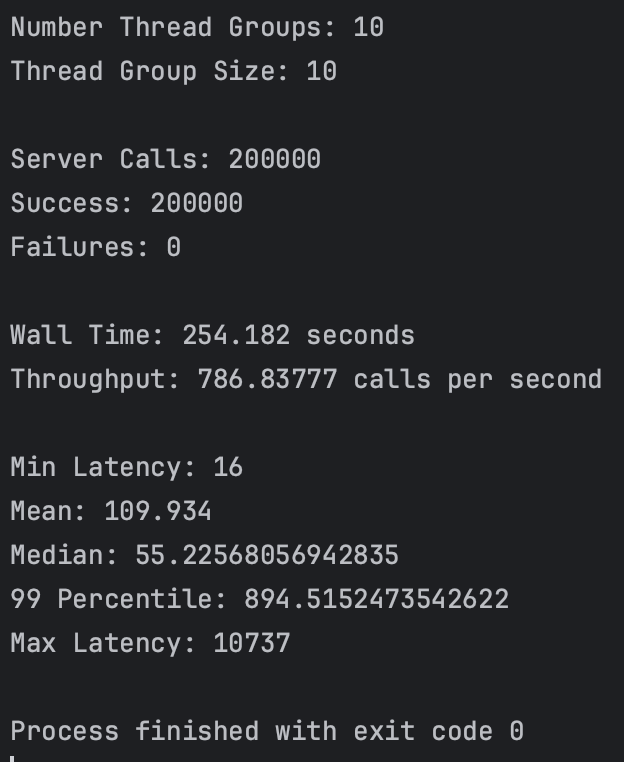 Number Thread Groups: 10
Thread Group Size: 10
Server Calls: 200000
Success: 200000
Failures: 0
Wall Time: 254.182 seconds
Throughput: 786.83777 calls per second
Min Latency: 16
Mean: 109.934
Median: 55.22568056942835
99 Percentile: 894.5152473542622
Max Latency: 10737
Process finished with exit code 0